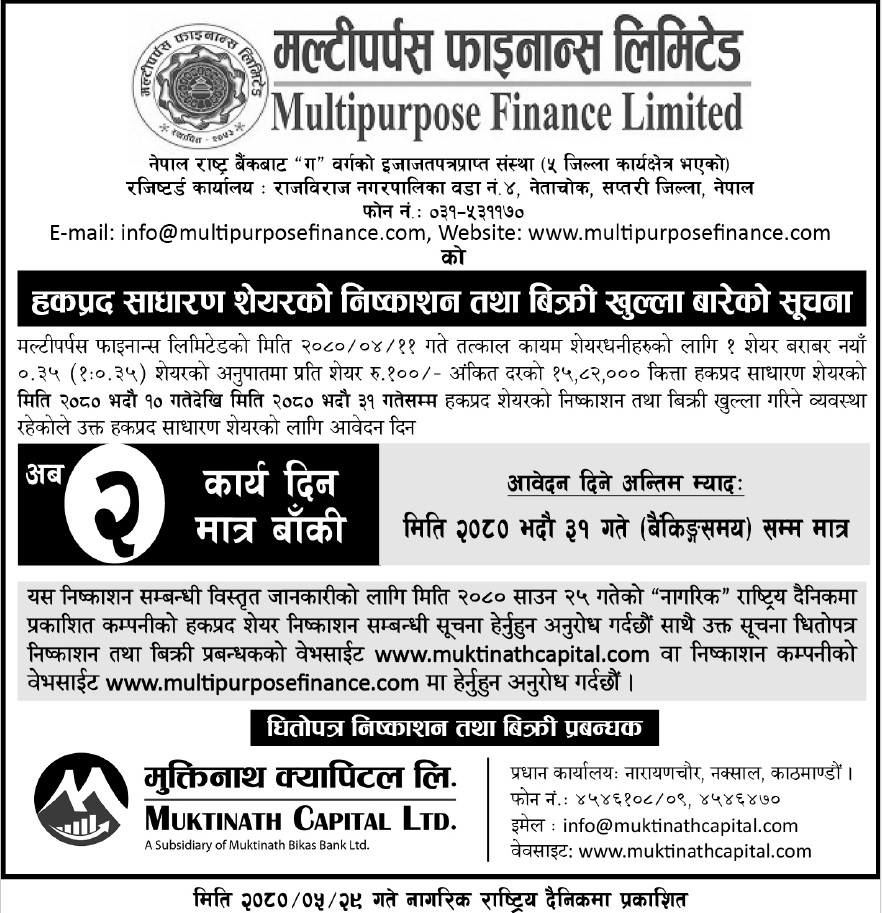 मल्टीपर्पस फाइनान्स लिमिटेड
स्थापित - २०५३
मल्टीपर्पस फाइनान्स लिमिटेड
Multipurpose Finance Limited
नेपाल राष्ट्र बैंकबाट “ग” वर्गको इजाजतपत्रप्राप्त संस्था (५ जिल्ला कार्यक्षेत्र भएको)
रजिष्टर्ड कार्यालय : राजविराज नगरपालिका वडा नं.४, नेताचोक, सप्तरी जिल्ला, नेपाल
फोन नं.: ०३१-५३११७०
E-mail: info@multipurposefinance.com, Website: www.multipurposefinance.com
को
हकप्रद साधारण शेयरको निष्काशन तथा बिक्री खुल्ला बारेको सूचना
मल्टीपर्पस फाइनान्स लिमिटेडको मिति २०८०/०४/११ गते तत्काल कायम शेयरधनीहरुको लागि १ शेयर बराबर नयाँ
०.३५ (१:०.३५) शेयरको अनुपातमा प्रति शेयर रु.१००/- अंकित दरको १५,८२,००० कित्ता हकप्रद साधारण शेयरको
मिति २०८० भदौ १० गतेदेखि मिति २०८० भदौ ३१ गतेसम्म हकप्रद शेयरको निष्काशन तथा बिक्री खुल्ला गरिने व्यवस्था
रहेकोले उक्त हकप्रद साधारण शेयरको लागि आवेदन दिन
अब २ कार्य दिन
मात्र बाँकी
आवेदन दिने अन्तिम म्यादः
मिति २०८० भदौ ३१ गते (बैंकिङ्गसमय) सम्म मात्र
यस निष्काशन सम्बन्धी विस्तृत जानकारीको लागि मिति २०८० साउन २५ गतेको “नागरिक” राष्ट्रिय दैनिकमा
प्रकाशित कम्पनीको हकप्रद शेयर निष्काशन सम्बन्धी सूचना हेर्नुहुन अनुरोध गर्दछौं साथै उक्त सूचना धितोपत्र
निष्काशन तथा बिक्री प्रबन्धकको वेभसाईट www.muktinathcapital.com वा निष्काशन कम्पनीको
वेभसाईट www.multipurposefinance.com मा हेर्नुहुन अनुरोध गर्दछौं ।
धितोपत्र निष्काशन तथा बिक्री प्रबन्धक
मुक्तिनाथ क्यापिटल लि.
MUKTINATH CAPITAL LTD.
A Subsidiary of Muktinath Bikas Bank Ltd.
प्रधान कार्यालयः नारायणचौर, नक्साल, काठमाण्डौं ।
फोन नं.: ४५४६१०८/०९, ४५४६४७०
इमेल : info@muktinathcapital.com
वेवसाइट: www.muktinathcapital.com
मिति २०८०/०५/२९ गते नागरिक राष्ट्रिय दैनिकमा प्रकाशित